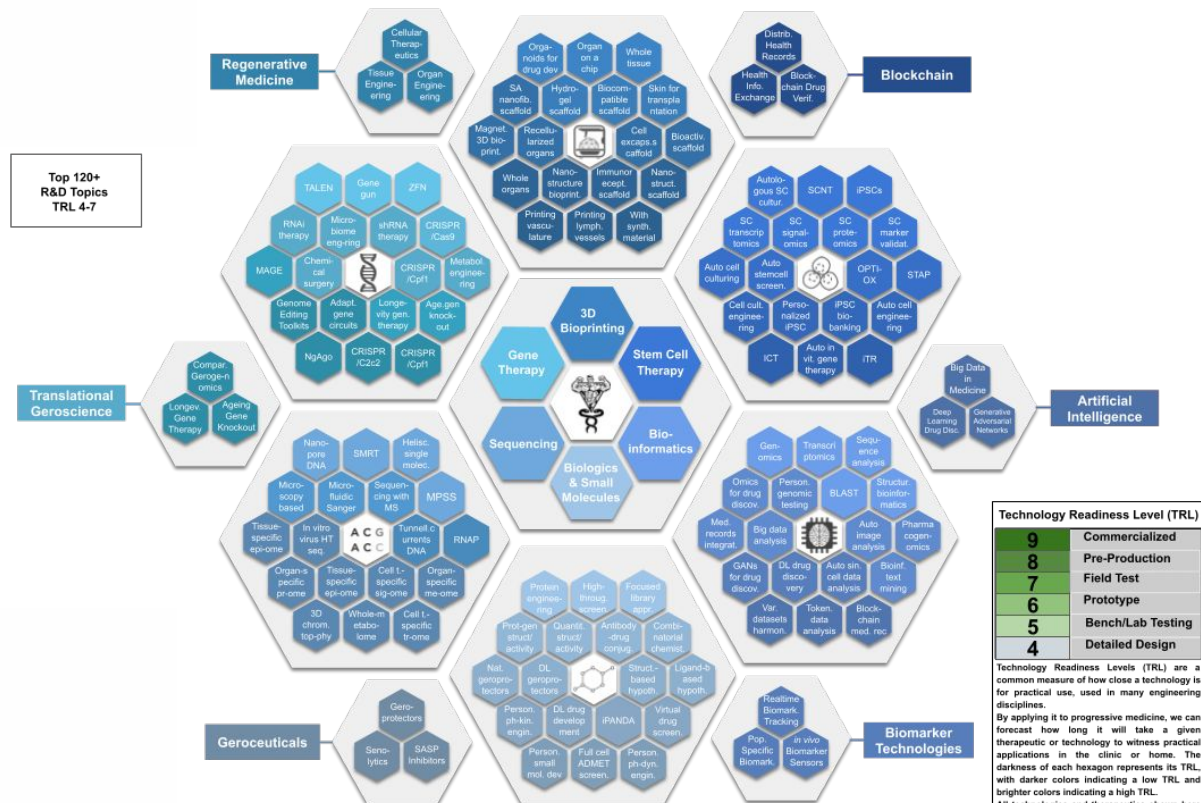 Regenerative
Medicine
Cellular
Therap-
eutics
Tissue
Engine-
ering
Organ
Engine-
ering
Orga-
noids for
drug dev
Organ
on a
chip
Whole
tissue
SA
nanofib.
scaffold
Hydro-
gel
scaffold
Biocom-
patible
scaffold
Skin for
transpla
ntation
Magnet.
3D bio-
print.
Recellu-
larized
organs
Cell
excaps.s
caffold
Bioactiv.
scaffold
Whole
organs
Nano-
structure
bioprint.
Immunor
ecept.
scaffold
Nano-
struct.
scaffold
Printing
vascu-
lature
Printing
lymph.
vessels
With
synth.
material
Distrib.
Health
Records
Health
Info.
Exchange
Block-
chain Drug
Verif.
Blockchain
Top 120+
R&D Topics
TRL 4-7
TALEN
Gene
gun
ZFN
RNAi
therapy
Micro-
biome
eng-ring
shRNA
therapy
CRISPR
/Cas9
MAGE
Chemi-
cal
surgery
CRISPR
/Cpf1
Metabol.
enginee-
ring
Genome
Editing
Toolkits
Adapt.
gene
circuits
Longe-
vity gen.
therapy
Age.gen
knock-
out
NgAgo
CRISPR
/C2c2
CRISPR
/Cpf1
Autolo-
gous SC
cultur.
SCNT
iPSCs
SC
transcrip
tomics
SC
signal-
omics
SC
prote-
omics
SC
marker
validat.
Auto cell
culturing
Auto
stemcell
screen.
OPTI-
OX
STAP
Cell cult.
enginee-
ring
Perso-
nalized
iPSC
iPSC
bio-
banking
Auto cell
enginee-
ring
ICT
Auto in
vit. gene
therapy
iTR
3D
Bioprinting
Gene
Therapy
Stem Cell
Therapy
Sequencing
Bio-
informatics
Biologics
& Small
Molecules
Translational
Geroscience
Compar.
Geroge-n
omics
Longev.
Gene
Therapy
Ageing
Gene
Knockout
Big Data
in
Medicine
Deep
Learning
Drug Disc.
Generative
Adversarial
Networks
Artificial
Intelligence
Nano-
pore
DNA
SMRT
Helisc.
single
molec.
Micro-
scopy
based
Micro-
fluidic
Sanger
Sequen-
cing with
MS
MPSS
Tissue-
specific
epi-ome
In vitro
virus HT
seq.
ACG
ACC
Tunnell.c
urrents
DNA
RNAP
Organ-s
pecific
pr-ome
Tissue-
specific
epi-ome
Cell t.-
specific
sig-ome
Organ-
specific
me-ome
3D
chrom.
top-phy
Whole-m
etabo-
lome
Cell t.-
specific
tr-ome
Gen-
omics
Transcri
ptomics
Sequ-
ence
analysis
Omics
for drug
discov.
Person.
genomic
testing
BLAST
Structur.
bioinfor-
matics
Med.
records
integrat.
Big data
analysis
Auto
image
analysis
Pharma
cogen-
omics
GANs
for drug
discov.
DL drug
disco-
very
Auto sin.
cell data
analysis
Bioinf.
text
mining
Var.
datasets
harmon.
Token.
data
analysis
Block-
chain
med. rec
Protein
enginee-
ring
High-
throug.
screen.
Focused
library
appr.
Prot-gen
struct/
activity
Quantit.
struct/
activity
Antibody
-drug
conjug.
Combi-
natorial
chemist.
Nat.
geropro-
tectors
DL
geropro-
tectors
Struct.-
based
hypoth.
Ligand-b
ased
hypoth.
Person.
ph-kin.
engin.
DL drug
develop
ment
iPANDA
Virtual
drug
screen.
Person.
small
mol. dev
Full cell
ADMET
screen.
Person.
ph-dyn.
engin.
Geroceuticals
Gero-
protectors
Seno-
lytics
SASP
Inhibitors
Realtime
Biomark.
Tracking
Pop.
Specific
Biomark.
in vivo
Biomarker
Sensors
Biomarker
Technologies
Technology Readiness Level (TRL)
9 Commercialized
8 Pre-Production
7 Field Test
6 Prototype
5 Bench/Lab Testing
4 Detailed Design
Technology Readiness Levels (TRL) are a
common measure of how close a technology is
for practical use, used in many engineering
disciplines.
By applying it to progressive medicine, we can
forecast how long it will take a given
therapeutic or technology to witness practical
applications in the clinic or home. The
darkness of each hexagon represents its TRL,
with darker colors indicating a low TRL and
brighter colors indicating a high TRL.